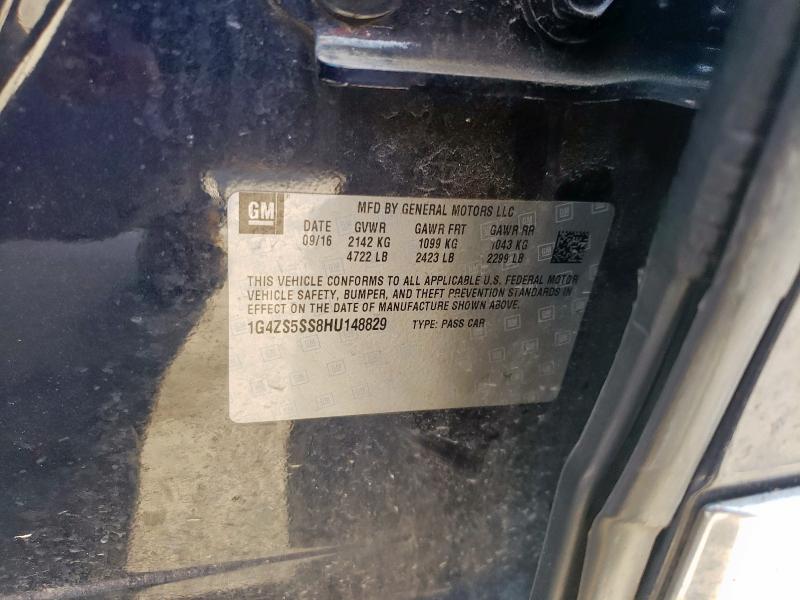 GM
MFD BY GENERAL MOTORS LLC
DATE GVWR GAWR FRT GAWR RR
09/16 2142 KG 1099 KG 1043 KG
4722 LB 2423 LB 2299 LB
THIS VEHICLE CONFORMS TO ALL APPLICABLE U.S. FEDERAL MOTOR
VEHICLE SAFETY, BUMPER, AND THEFT PREVENTION STANDARDS IN
EFFECT ON THE DATE OF MANUFACTURE SHOWN ABOVE.
1G4ZS5SS8HU148829 TYPE: PASS CAR